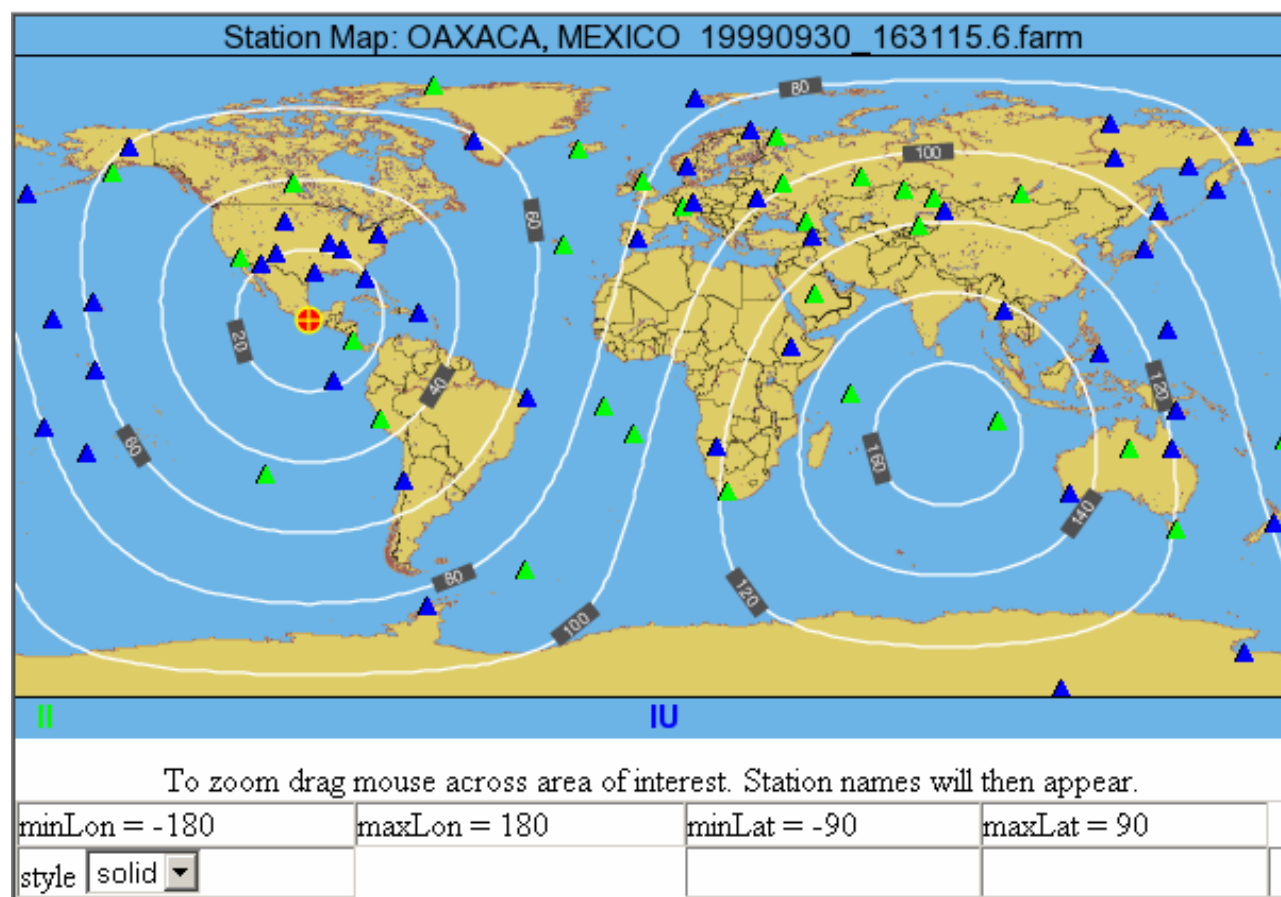 Station Map: OAXACA, MEXICO 19990930_163115.6.farm
80
100
60
20
40
120
60
160
140
80
120
100
II IU
To zoom drag mouse across area of interest. Station names will then appear.
minLon = -180 maxLon = 180 minLat = -90 maxLat = 90
style solid